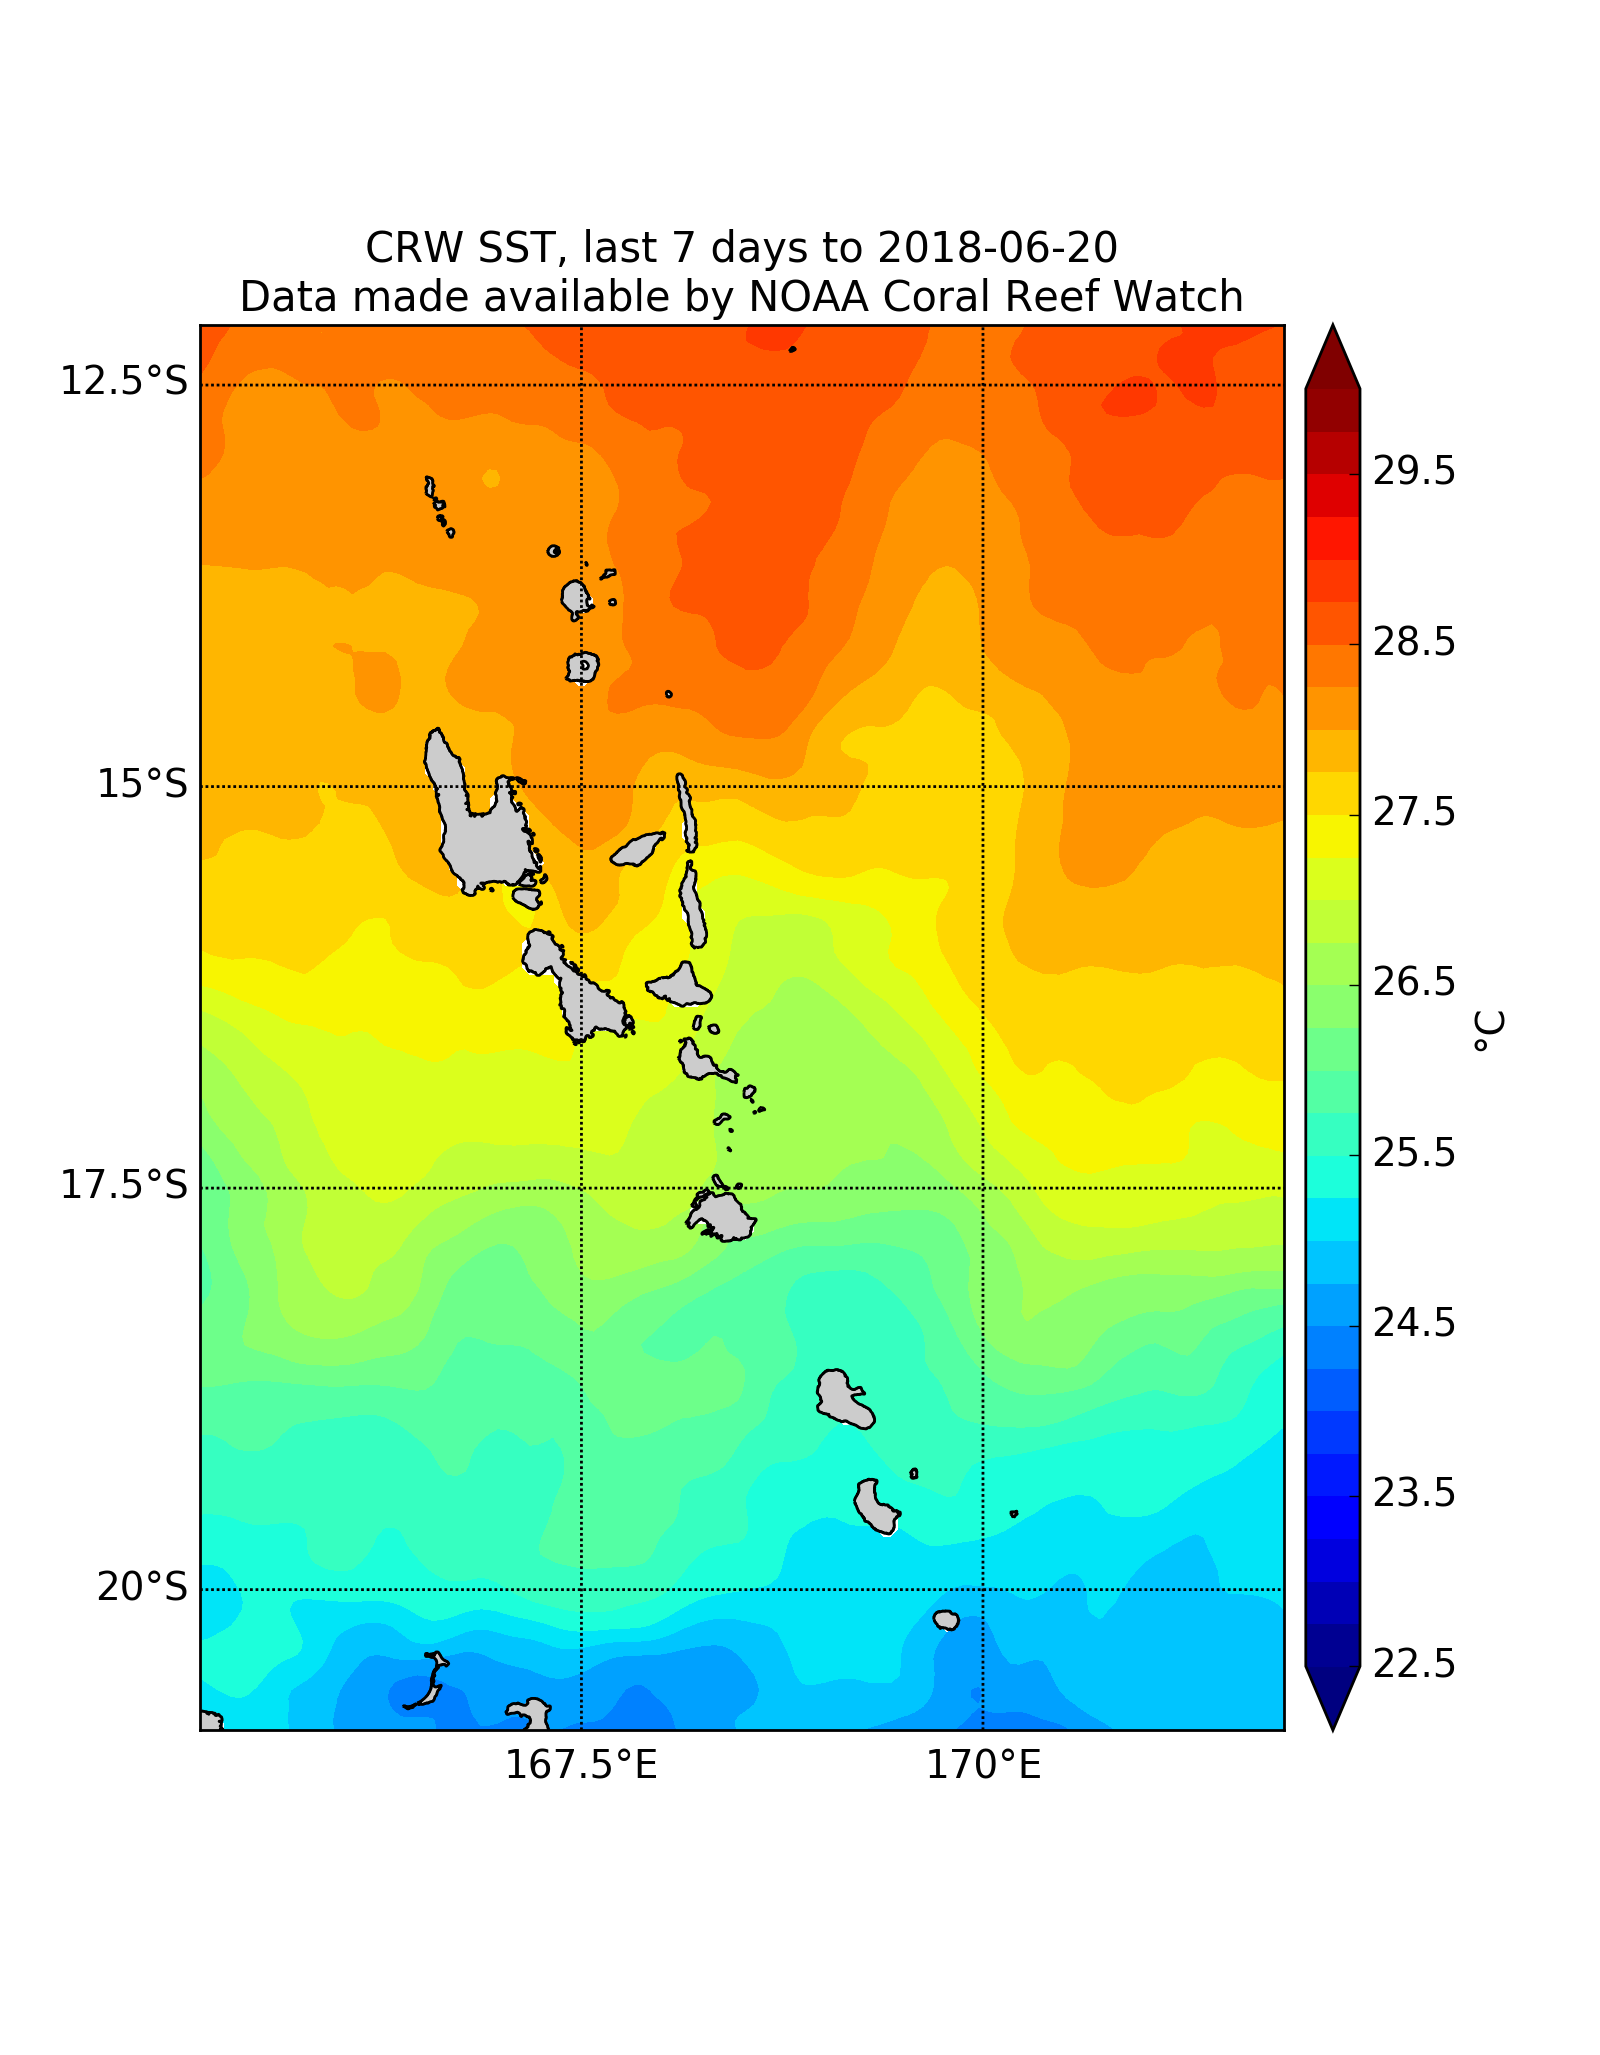 CRW SST, last 7 days to 2018-06-20
Data made available by NOAA Coral Reef Watch
12.5°S
15°S
17.5°S
20°S
167.5°E
170°E
29.5
28.5
27.5
26.5
25.5
24.5
23.5
22.5
°C